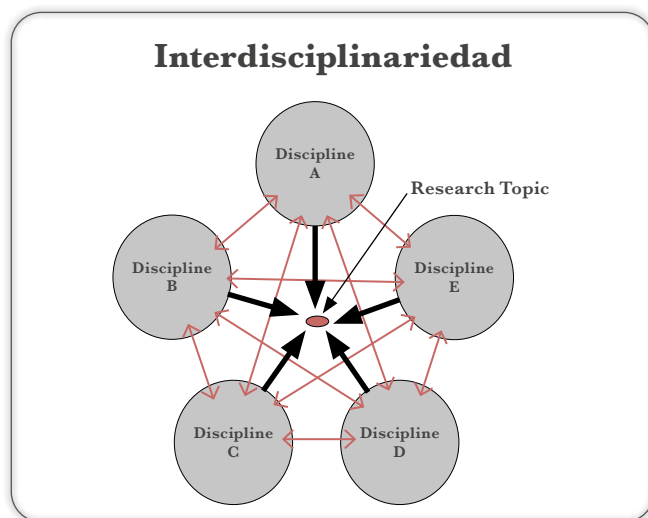 Interdisciplinariedad
Discipline
A
Research Topic
Discipline
B
Discipline
E
Discipline
C
Discipline
D